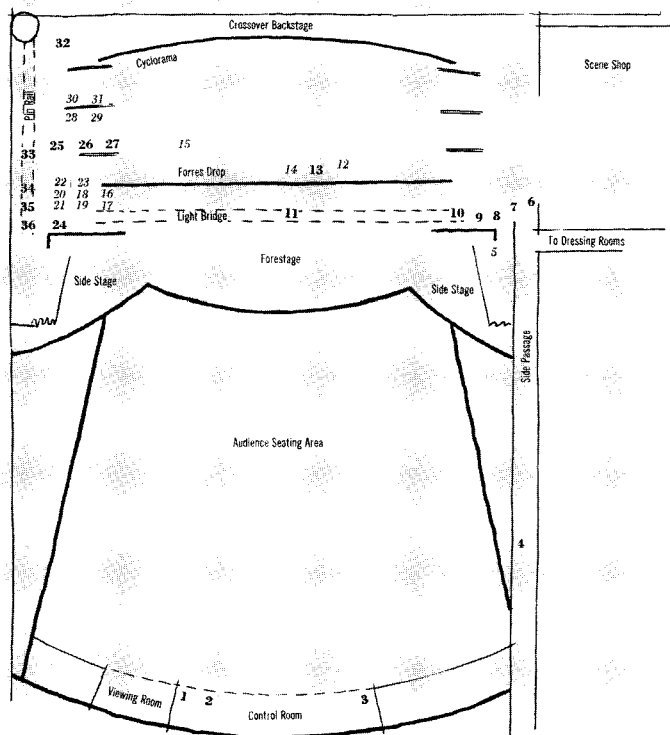 Crossover Backstage
32
Cyclorama
Scene Shop
Pin Rail
30 31
28 29
25 26 27 15
33
Forres Drop 14 13 12
34 22 23
20 18 16
35 21 19 17
Light Bridge 11 10 9 8 7 6
36 24
To Dressing Rooms
5
Forestage
Side Stage
Side Stage
Side Passage
Audience Seating Area
4
Viewing Room
1 2 3
Control Room